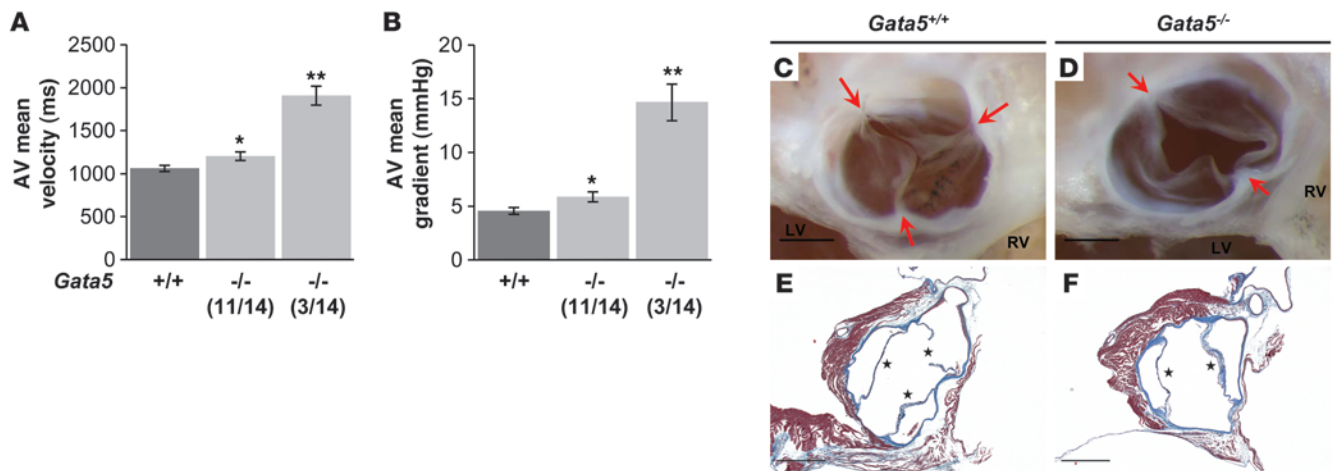 A
AV mean
velocity (ms)
2500
2000
1500
1000
500
0
*
**
Gata5 +/+ -/- -/-
(11/14) (3/14)
B
AV mean
gradient (mmHg)
20
15
10
5
0
*
**
+/+ -/- -/-
(11/14) (3/14)
Gata5+/+ Gata5-/-
C
LV
RV
D
RV
LV
E
F